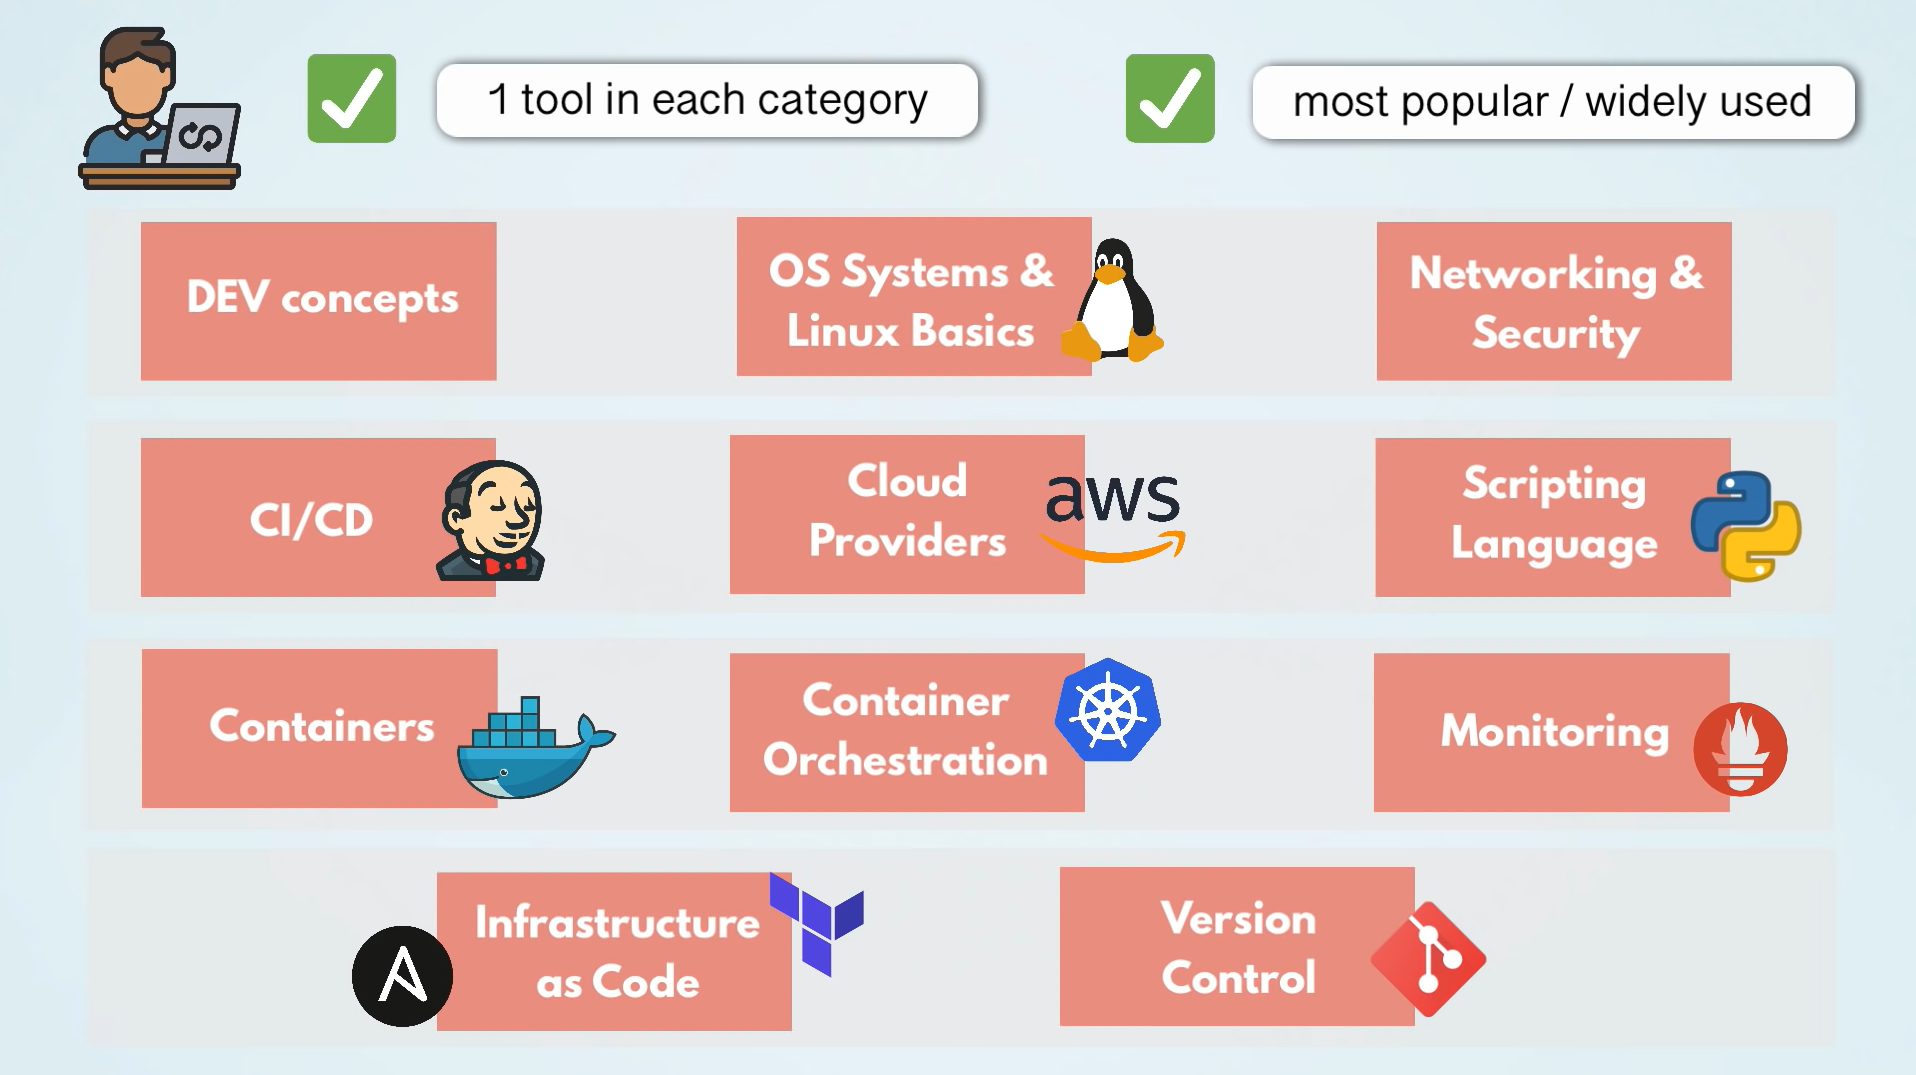 1 tool in each category
most popular / widely used
DEV concepts
OS Systems &
Linux Basics
Networking &
Security
CI/CD
Cloud
Providers
aws
Scripting
Language
Containers
Container
Orchestration
Monitoring
Infrastructure
as Code
Version
Control